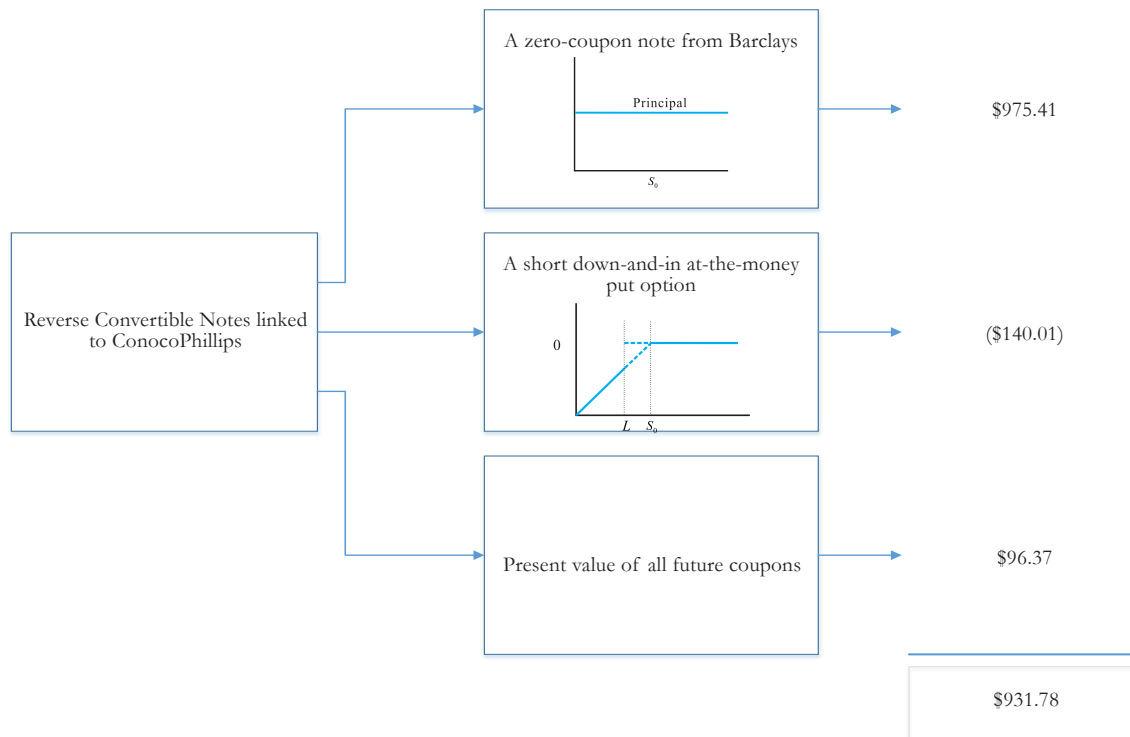 A zero-coupon note from Barclays
Principal
S₀
$975.41
Reverse Convertible Notes linked
to ConocoPhillips
A short down-and-in at-the-money
put option
0
L S₀
($140.01)
Present value of all future coupons
$96.37
$931.78